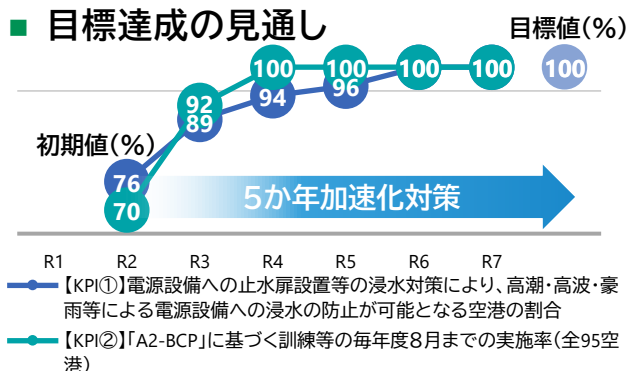 ■ 目標達成の見通し
目標値(%)
100 100 100 100 100
92 94 96
89
初期値(%)
76
70
5か年加速化対策
R1 R2 R3 R4 R5 R6 R7
【KPI①】電源設備への止水扉設置等の浸水対策により、高潮・高波・豪
雨等による電源設備への浸水の防止が可能となる空港の割合
【KPI②】「A2-BCP」に基づく訓練等の毎年度８月までの実施率(全95空
港)